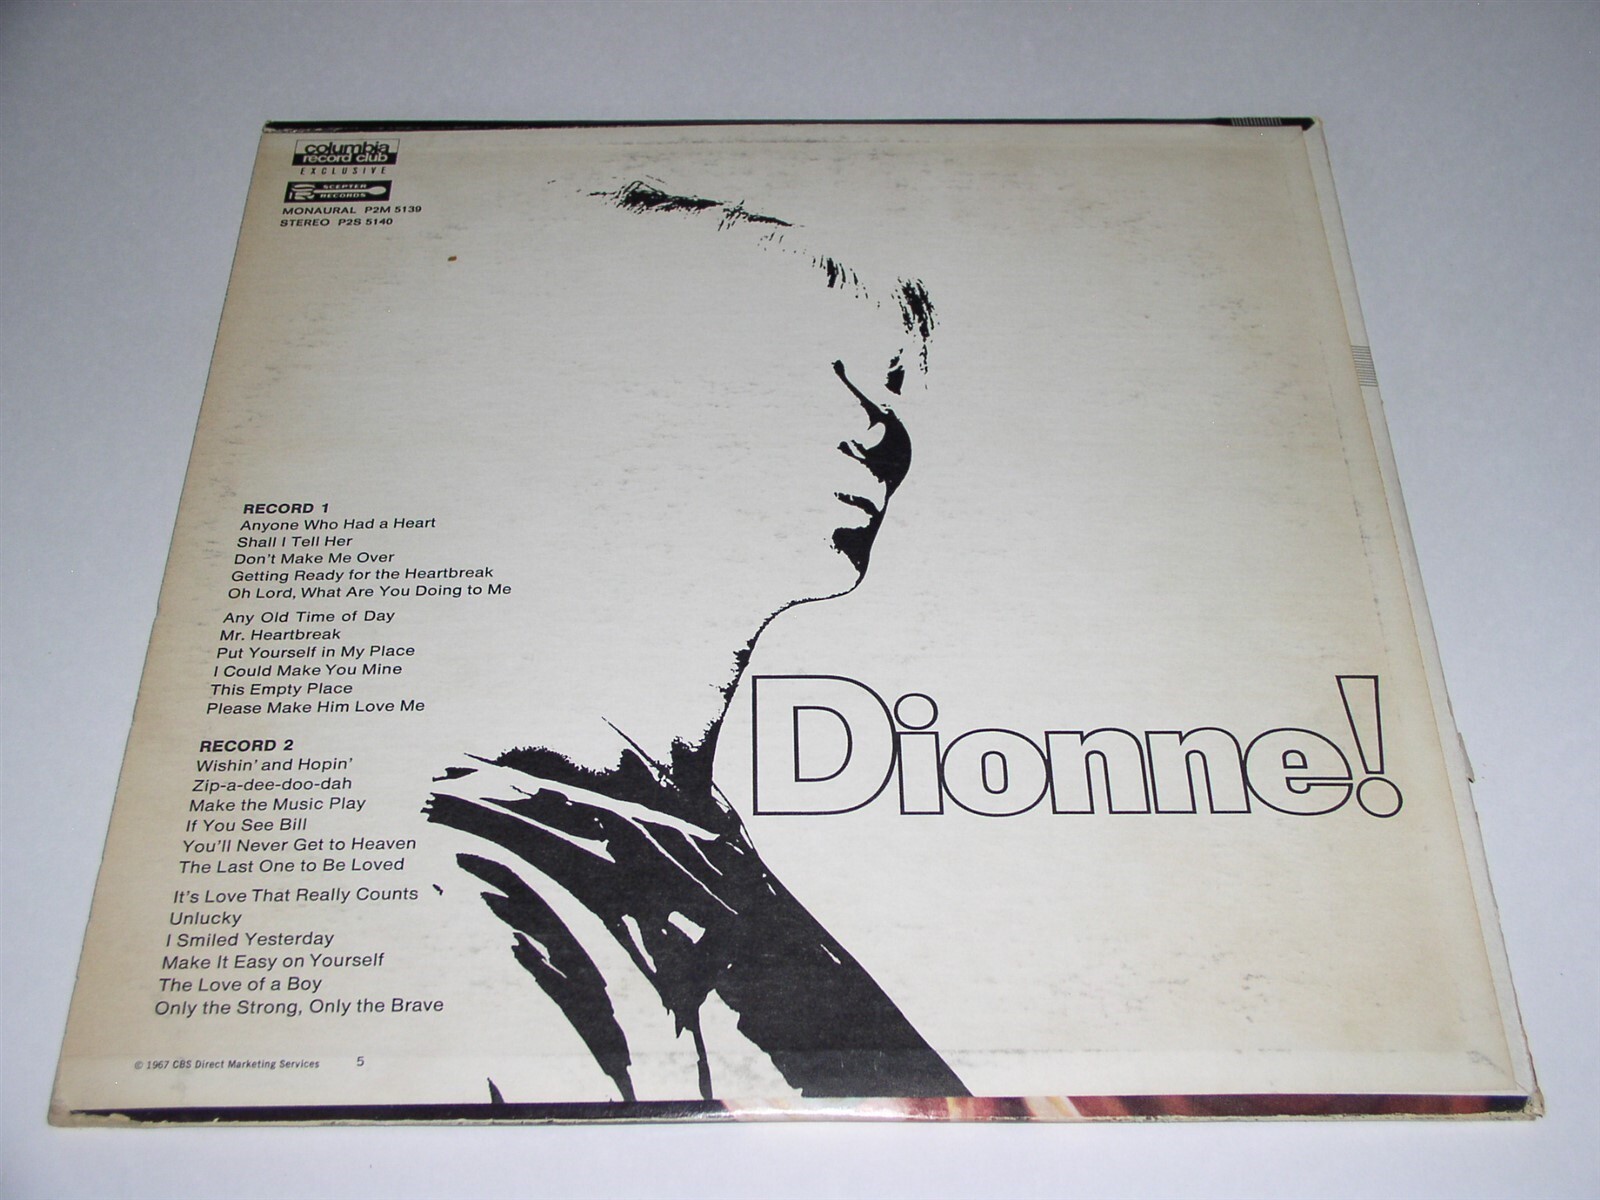 columbia
record club
EXCLUSIVE
SCEPTER
RECORDS
MONAURAL P2M 5139
STEREO P2S 5140
RECORD 1
Anyone Who Had a Heart
Shall I Tell Her
Don't Make Me Over
Getting Ready for the Heartbreak
Oh Lord, What Are You Doing to Me
Any Old Time of Day
Mr. Heartbreak
Put Yourself in My Place
I Could Make You Mine
This Empty Place
Please Make Him Love Me
RECORD 2
Wishin' and Hopin'
Zip-a-dee-doo-dah
Make the Music Play
If You See Bill
You'll Never Get to Heaven
The Last One to Be Loved
It's Love That Really Counts
Unlucky
I Smiled Yesterday
Make It Easy on Yourself
The Love of a Boy
Only the Strong, Only the Brave
© 1967 CBS Direct Marketing Services 5
Dionne!